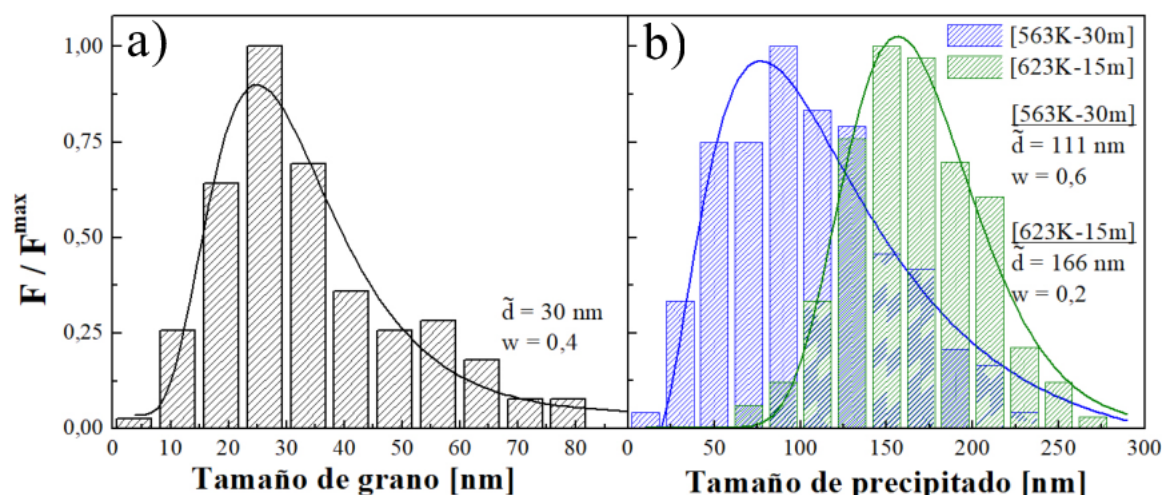 a)
F / F^max
1,00
0,75
0,50
0,25
0,00
d̃ = 30 nm
w = 0,4
0 10 20 30 40 50 60 70 80
Tamaño de grano [nm]
b)
[563K-30m]
[623K-15m]
[563K-30m]
d̃ = 111 nm
w = 0,6
[623K-15m]
d̃ = 166 nm
w = 0,2
0 50 100 150 200 250 300
Tamaño de precipitado [nm]